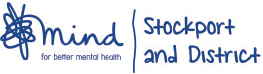 mind
for better mental health
Stockport
and District